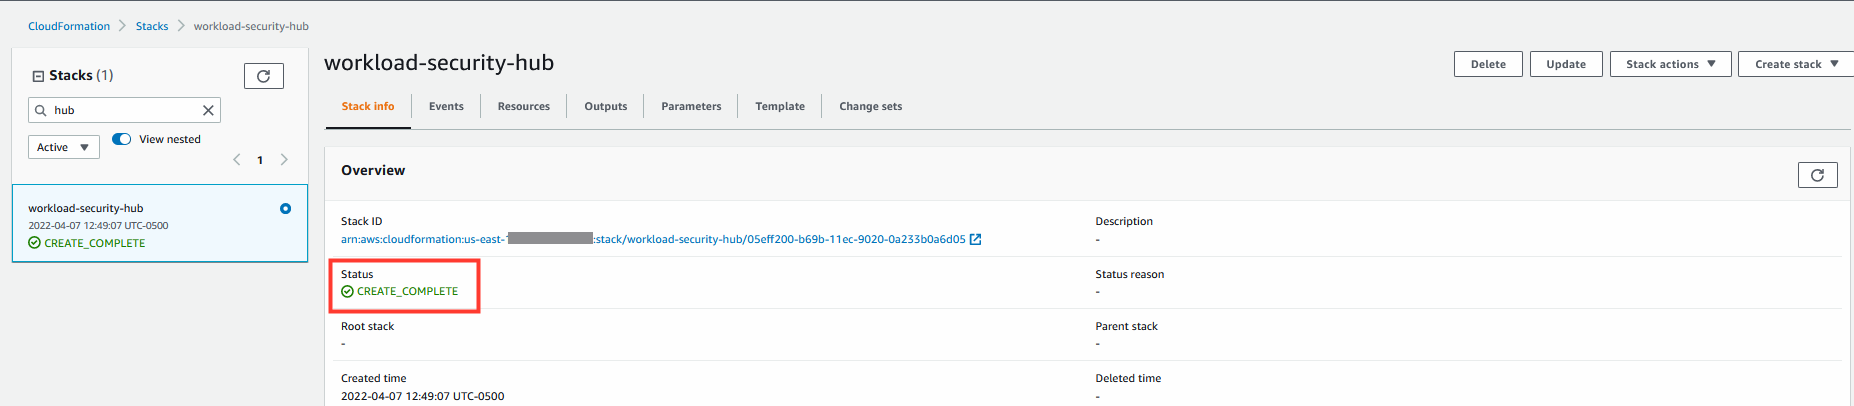 CloudFormation > Stacks > workload-security-hub
Stacks (1)
hub
Active
View nested
1
workload-security-hub
2022-04-07 12:49:07 UTC-0500
CREATE_COMPLETE
workload-security-hub
Delete
Update
Stack actions
Create stack
Stack info
Events
Resources
Outputs
Parameters
Template
Change sets
Overview
Stack ID
arn:aws:cloudformation:us-east- :stack/workload-security-hub/05eff200-b69b-11ec-9020-0a233b0a6d05
Description
-
Status
CREATE_COMPLETE
Status reason
-
Root stack
-
Parent stack
-
Created time
2022-04-07 12:49:07 UTC-0500
Deleted time
-